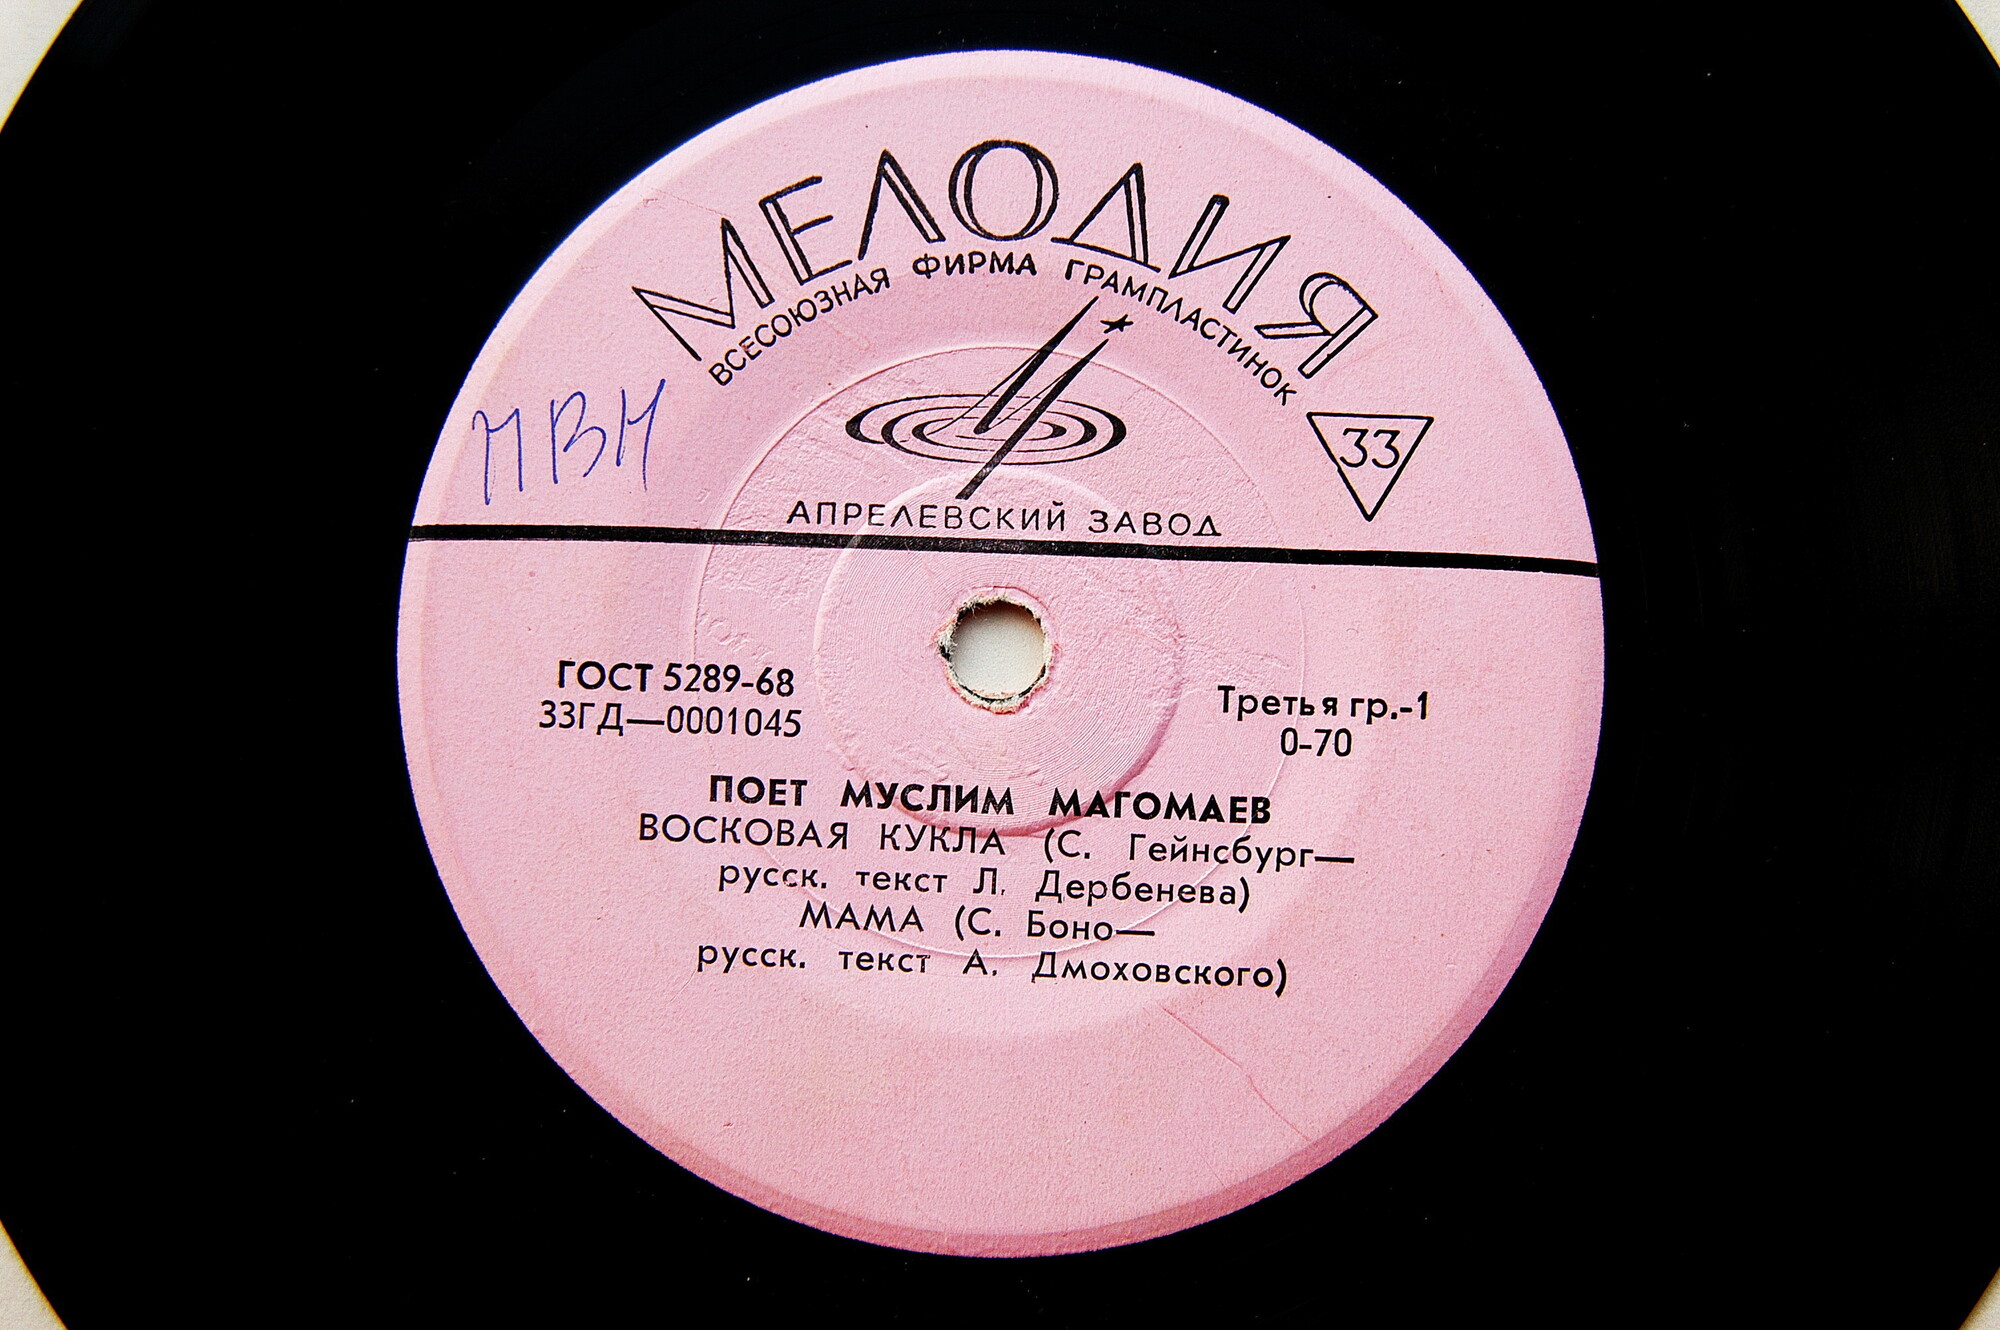 МЕЛОДИЯ
ВСЕСОЮЗНАЯ ФИРМА ГРАМПЛАСТИНОК
33
АПРЕЛЕВСКИЙ ЗАВОД
ГОСТ 5289-68
33ГД—0001045
Третья гр.-1
0-70
ПОЕТ МУСЛИМ МАГОМАЕВ
ВОСКОВАЯ КУКЛА (С. Гейнсбург—
русск. текст Л. Дербенева)
МАМА (С. Боно—
русск. текст А. Дмоховского)